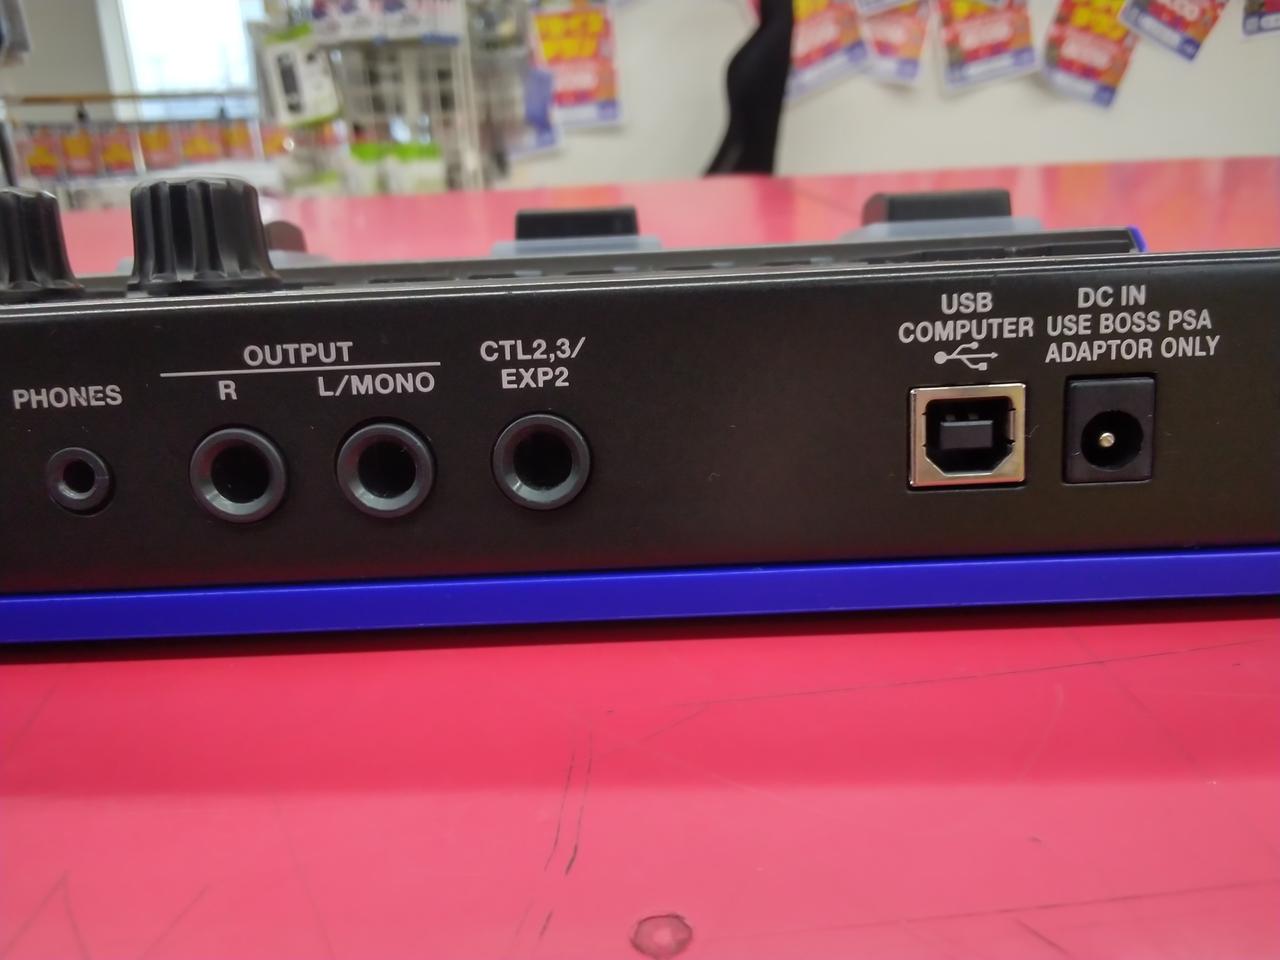 PHONES
OUTPUT
R
L/MONO
CTL2,3/
EXP2
USB
COMPUTER
DC IN
USE BOSS PSA
ADAPTOR ONLY